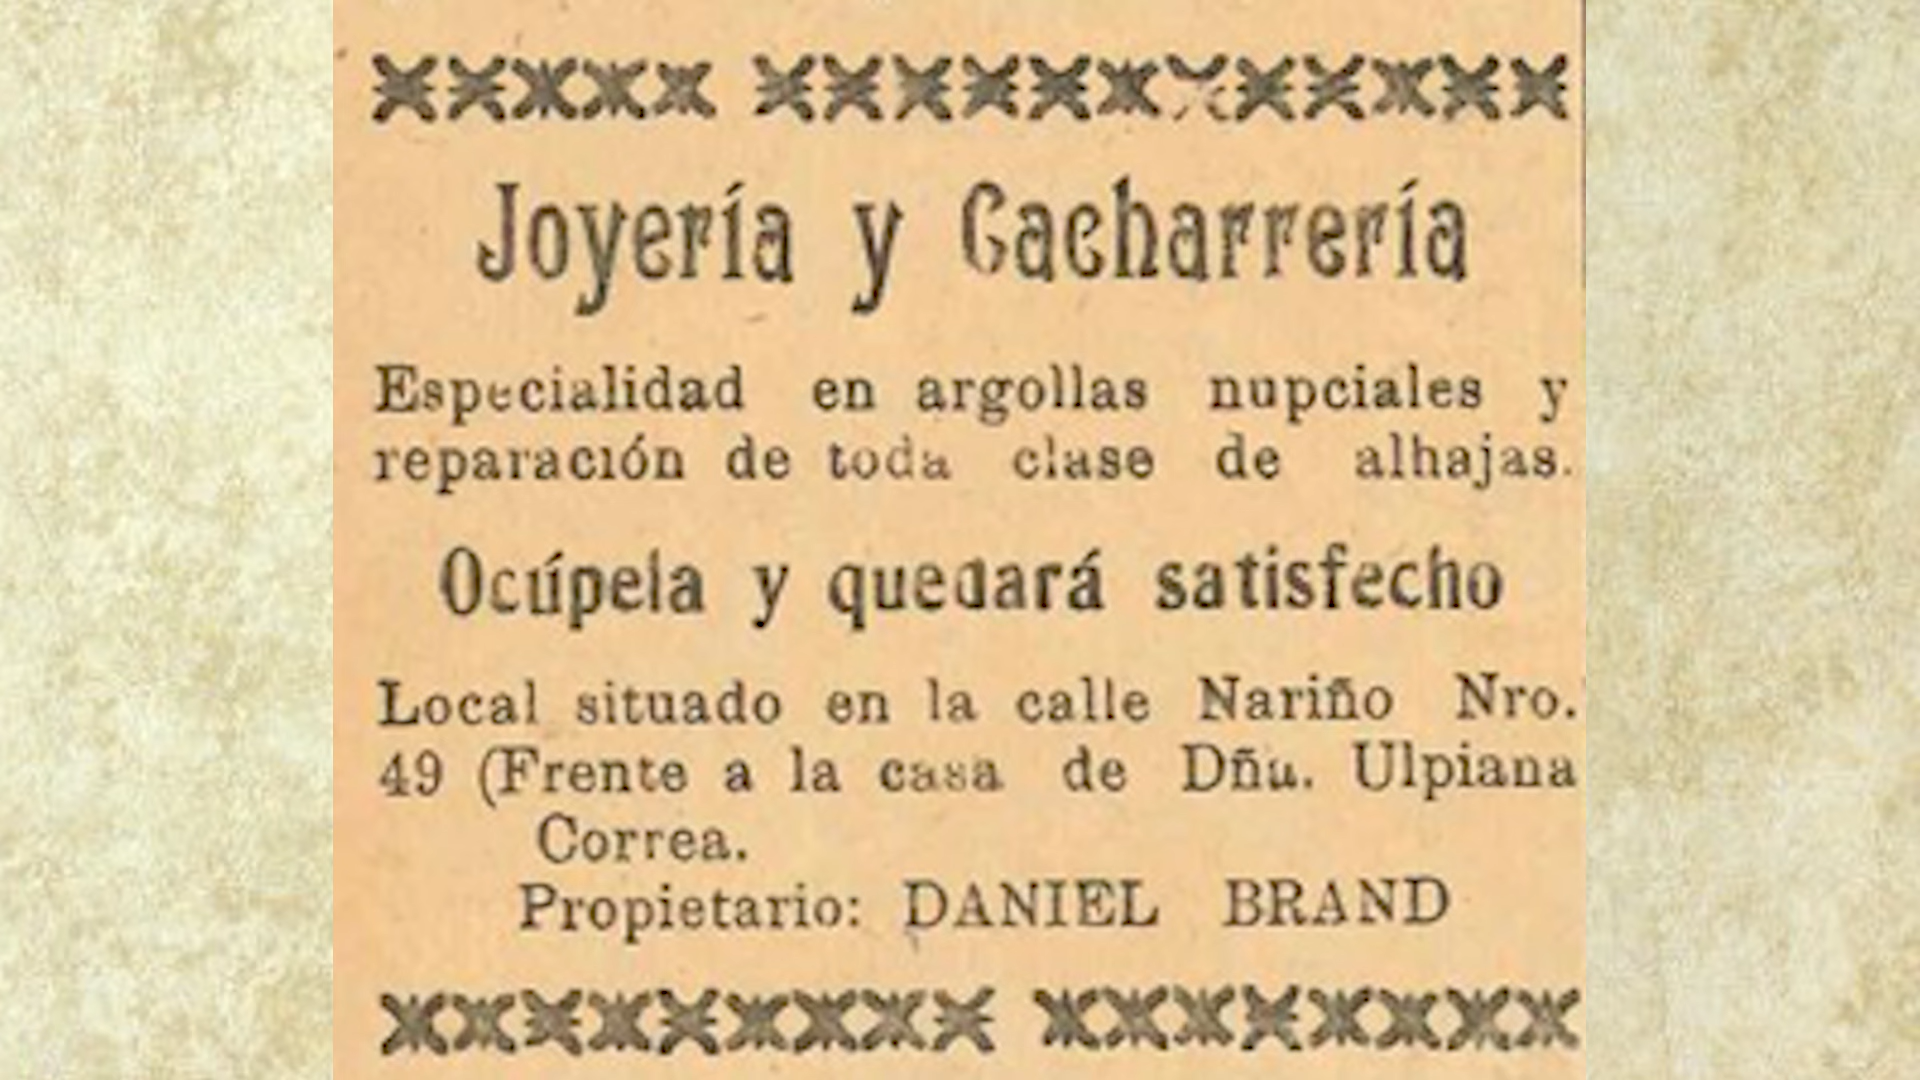 Joyería y Cacharrería
Especialidad en argollas nupciales y
reparación de toda clase de alhajas.
Ocúpela y quedará satisfecho
Local situado en la calle Nariño Nro.
49 (Frente a la casa de Dña. Ulpiana
Correa.
Propietario: DANIEL BRAND